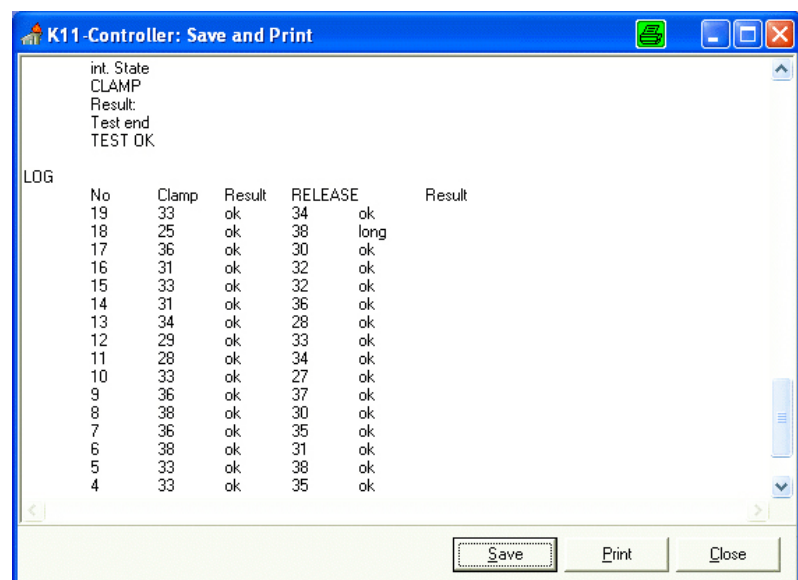 K11-Controller: Save and Print
int. State
CLAMP
Result:
Test end
TEST OK
LOG
No Clamp Result RELEASE Result
19 33 ok 34 ok
18 25 ok 38 long
17 36 ok 30 ok
16 31 ok 32 ok
15 33 ok 32 ok
14 31 ok 36 ok
13 34 ok 28 ok
12 29 ok 33 ok
11 28 ok 34 ok
10 33 ok 27 ok
9 36 ok 37 ok
8 38 ok 30 ok
7 36 ok 35 ok
6 38 ok 31 ok
5 33 ok 38 ok
4 33 ok 35 ok
Save Print Close